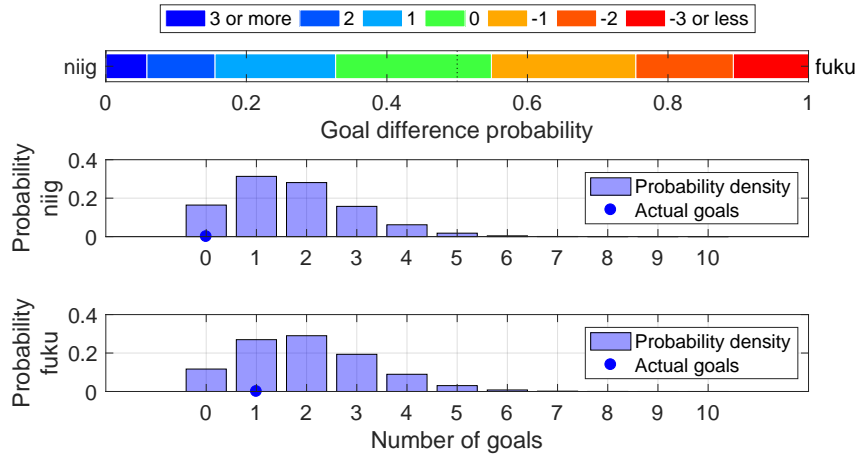 3 or more 2 1 0 -1 -2 -3 or less
niig fuku
0 0.2 0.4 0.6 0.8 1
Goal difference probability
Probability
niig
0.4
0.2
0
Probability density
Actual goals
0 1 2 3 4 5 6 7 8 9 10
Probability
fuku
0.4
0.2
0
Probability density
Actual goals
0 1 2 3 4 5 6 7 8 9 10
Number of goals